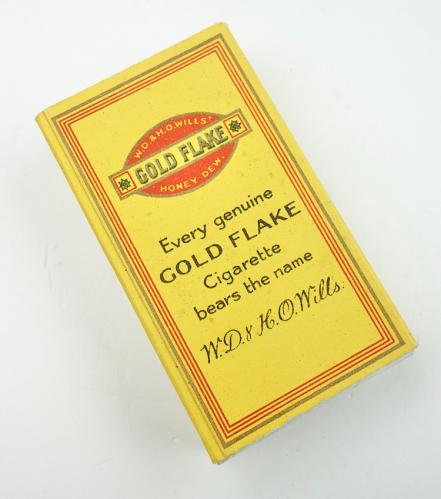 W.D. & H.O. WILLS'
GOLD FLAKE
HONEY DEW
Every genuine
GOLD FLAKE
Cigarette
bears the name
W.D. & H.O. Wills.